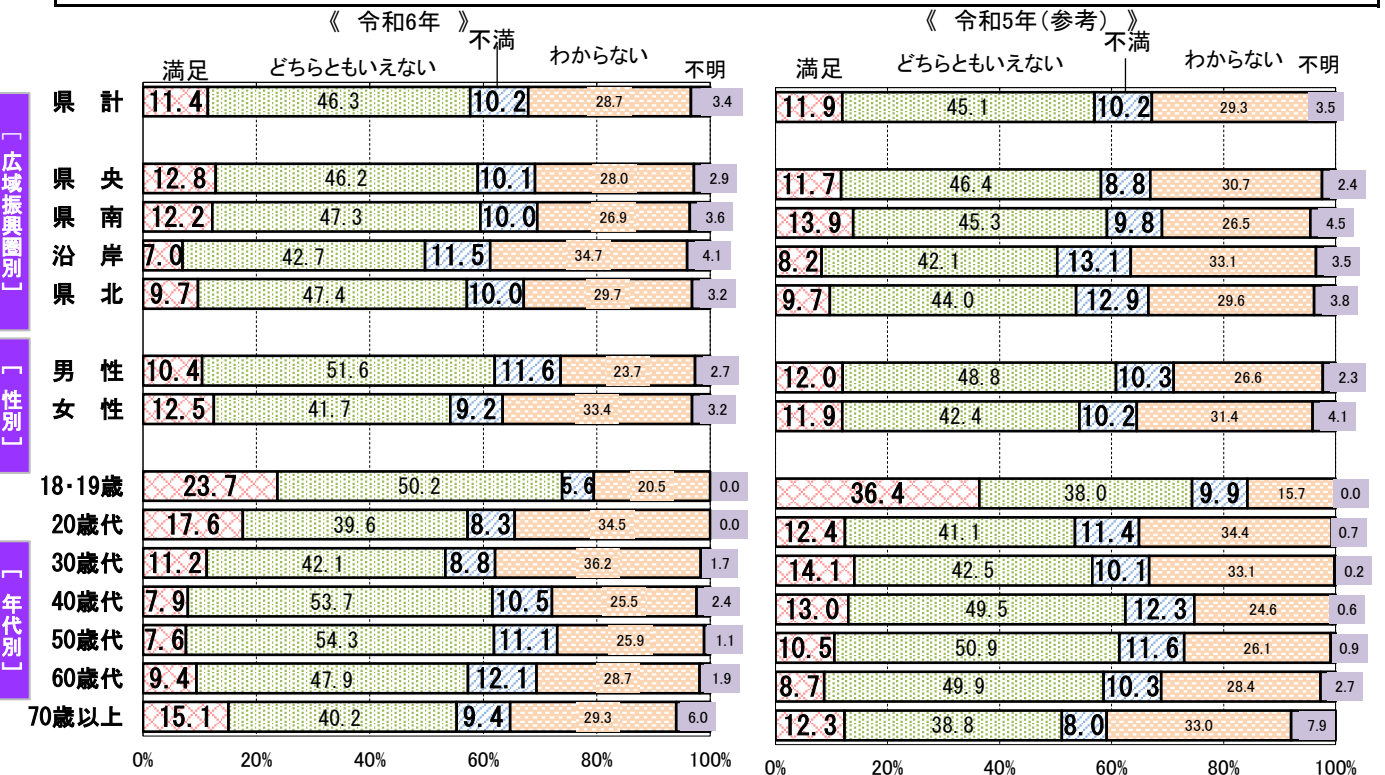 《 令和6年 》
満足 どちらともいえない 不満 わからない 不明
[広域振興圏別]
県 計 11.4 46.3 10.2 28.7 3.4
県 央 12.8 46.2 10.1 28.0 2.9
県 南 12.2 47.3 10.0 26.9 3.6
沿 岸 7.0 42.7 11.5 34.7 4.1
県 北 9.7 47.4 10.0 29.7 3.2
[性別]
男 性 10.4 51.6 11.6 23.7 2.7
女 性 12.5 41.7 9.2 33.4 3.2
[年代別]
18・19歳 23.7 50.2 5.6 20.5 0.0
20歳代 17.6 39.6 8.3 34.5 0.0
30歳代 11.2 42.1 8.8 36.2 1.7
40歳代 7.9 53.7 10.5 25.5 2.4
50歳代 7.6 54.3 11.1 25.9 1.1
60歳代 9.4 47.9 12.1 28.7 1.9
70歳以上 15.1 40.2 9.4 29.3 6.0
0% 20% 40% 60% 80% 100%
《 令和5年(参考) 》
満足 どちらともいえない 不満 わからない 不明
11.9 45.1 10.2 29.3 3.5
11.7 46.4 8.8 30.7 2.4
13.9 45.3 9.8 26.5 4.5
8.2 42.1 13.1 33.1 3.5
9.7 44.0 12.9 29.6 3.8
12.0 48.8 10.3 26.6 2.3
11.9 42.4 10.2 31.4 4.1
36.4 38.0 9.9 15.7 0.0
12.4 41.1 11.4 34.4 0.7
14.1 42.5 10.1 33.1 0.2
13.0 49.5 12.3 24.6 0.6
10.5 50.9 11.6 26.1 0.9
8.7 49.9 10.3 28.4 2.7
12.3 38.8 8.0 33.0 7.9
0% 20% 40% 60% 80% 100%